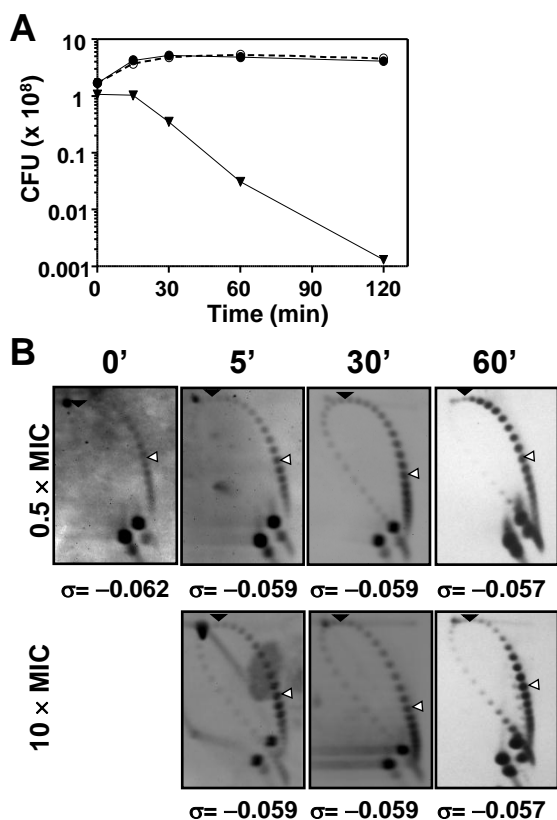 A
10
1
0.1
0.01
0.001
CFU (x 10⁸)
0 30 60 90 120
Time (min)
B
0' 5' 30' 60'
0.5 × MIC
σ= −0.062 σ= −0.059 σ= −0.059 σ= −0.057
10 × MIC
σ= −0.059 σ= −0.059 σ= −0.057